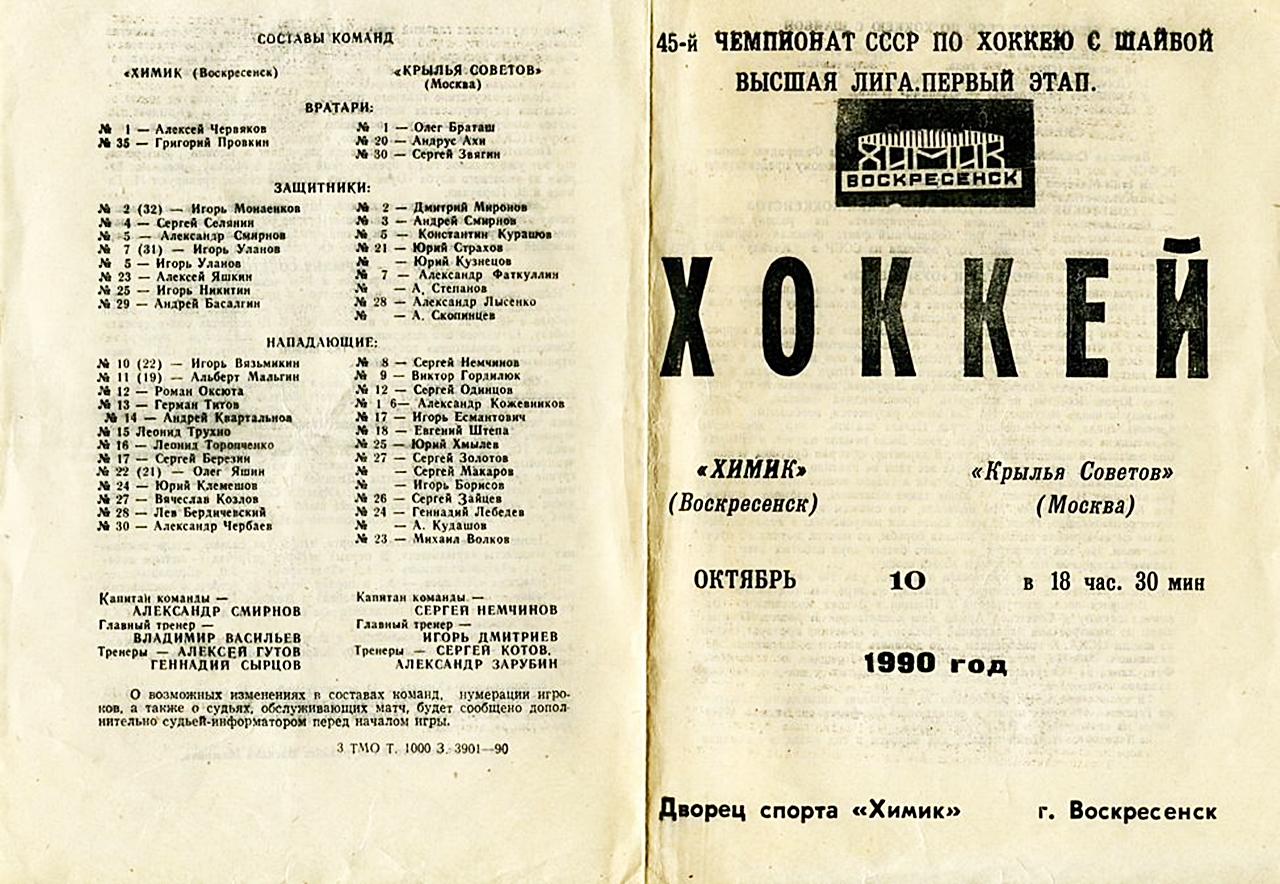 СОСТАВЫ КОМАНД
«ХИМИК (Воскресенск)
«КРЫЛЬЯ СОВЕТОВ»
(Москва)
ВРАТАРИ:
№ 1 — Алексей Червяков
№ 35 — Григорий Провкин
№ 1 — Олег Браташ
№ 20 — Андрус Ахи
№ 30 — Сергей Звягин
ЗАЩИТНИКИ:
№ 2 (32) — Игорь Монаенков
№ 4 — Сергей Селянин
№ 5 — Александр Смирнов
№ 7 (31) — Игорь Уланов
№ 5 — Игорь Уланов
№ 23 — Алексей Яшкин
№ 25 — Игорь Никитин
№ 29 — Андрей Басалгин
№ 2 — Дмитрий Миронов
№ 3 — Андрей Смирнов
№ 5 — Константин Курашов
№ 21 — Юрий Страхов
№ — Юрий Кузнецов
№ 7 — Александр Фаткуллин
№ — А. Степанов
№ 28 — Александр Лысенко
№ — А. Скопинцев
НАПАДАЮЩИЕ:
№ 10 (22) — Игорь Вязьмикин
№ 11 (19) — Альберт Мальгин
№ 12 — Роман Оксюта
№ 13 — Герман Титов
№ 14 — Андрей Квартальнов
№ 15 Леонид Трухно
№ 16 — Леонид Торопченко
№ 17 — Сергей Березин
№ 22 (21) — Олег Яшин
№ 24 — Юрий Клемешов
№ 27 — Вячеслав Козлов
№ 28 — Лев Бердичевский
№ 30 — Александр Чербаев
№ 8 — Сергей Немчинов
№ 9 — Виктор Гордиюк
№ 12 — Сергей Одинцов
№ 1 6— Александр Кожевников
№ 17 — Игорь Есмантович
№ 18 — Евгений Штепа
№ 25 — Юрий Хмылев
№ 27 — Сергей Золотов
№ — Сергей Макаров
№ — Игорь Борисов
№ 26 — Сергей Зайцев
№ 24 — Геннадий Лебедев
№ — А. Кудашов
№ 23 — Михаил Волков
Капитан команды —
АЛЕКСАНДР СМИРНОВ
Главный тренер —
ВЛАДИМИР ВАСИЛЬЕВ
Тренеры — АЛЕКСЕЙ ГУТОВ
ГЕННАДИЙ СЫРЦОВ
Капитан команды —
СЕРГЕЙ НЕМЧИНОВ
Главный тренер —
ИГОРЬ ДМИТРИЕВ
Тренеры — СЕРГЕЙ КОТОВ,
АЛЕКСАНДР ЗАРУБИН
О возможных изменениях в составах команд, нумерации игро-
ков, а также о судьях, обслуживающих матч, будет сообщено допол-
нительно судьей-информатором перед началом игры.
3 ТМО Т. 1000 З. 3901—90
45-й ЧЕМПИОНАТ СССР ПО ХОККЕЮ С ШАЙБОЙ
ВЫСШАЯ ЛИГА.ПЕРВЫЙ ЭТАП.
ХИМИК
ВОСКРЕСЕНСК
ХОККЕЙ
«ХИМИК» «Крылья Советов»
(Воскресенск) (Москва)
ОКТЯБРЬ 10 в 18 час. 30 мин
1990 год
Дворец спорта «Химик» г. Воскресенск